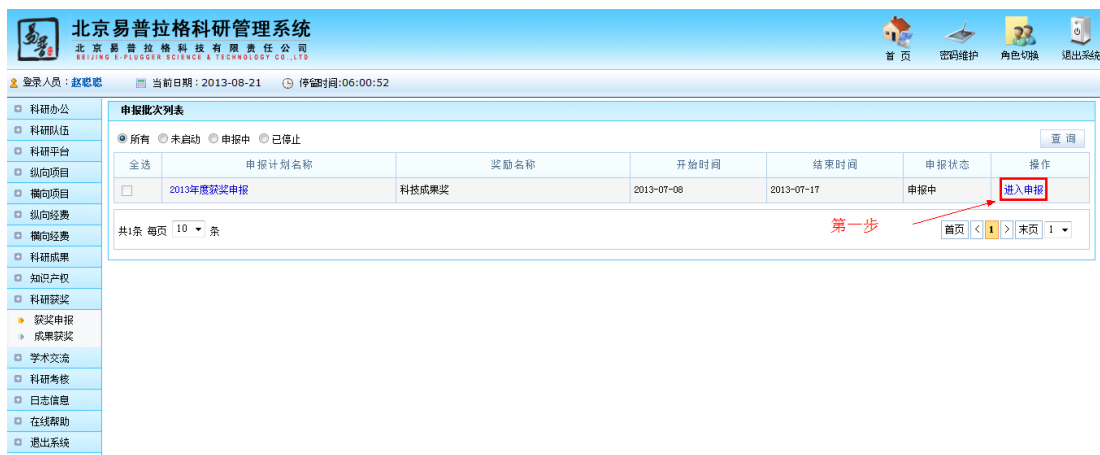 北京易普拉格科研管理系统
北京易普拉格科技有限责任公司
BEIJING E-PLUGGER SCIENCE & TECHNOLOGY CO.,LTD
首 页 密码维护 角色切换 退出系统
登录人员：赵聪聪 当前日期：2013-08-21 停留时间:06:00:52
科研办公
科研队伍
科研平台
纵向项目
横向项目
纵向经费
横向经费
科研成果
知识产权
科研获奖
获奖申报
成果获奖
学术交流
科研考核
日志信息
在线帮助
退出系统
申报批次列表
所有 未启动 申报中 已停止 查 询
全选 申报计划名称 奖励名称 开始时间 结束时间 申报状态 操作
2013年度获奖申报 科技成果奖 2013-07-08 2013-07-17 申报中 进入申报
第一步
共1条 每页 10 条 首页 < 1 > 末页 1